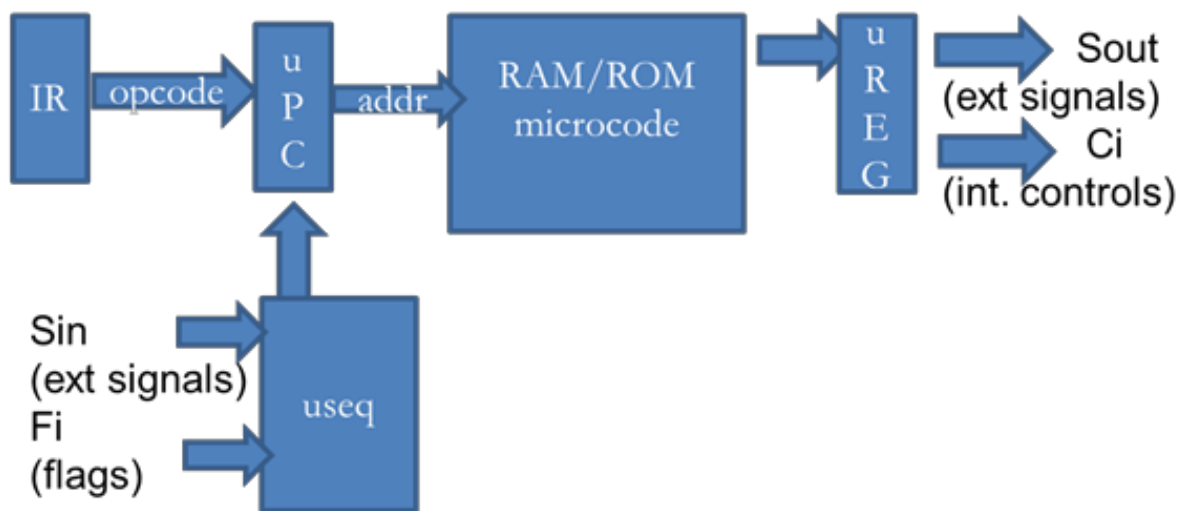 IR
opcode
u
P
C
addr
RAM/ROM
microcode
u
R
E
G
Sout
(ext signals)
Ci
(int. controls)
Sin
(ext signals)
Fi
(flags)
useq